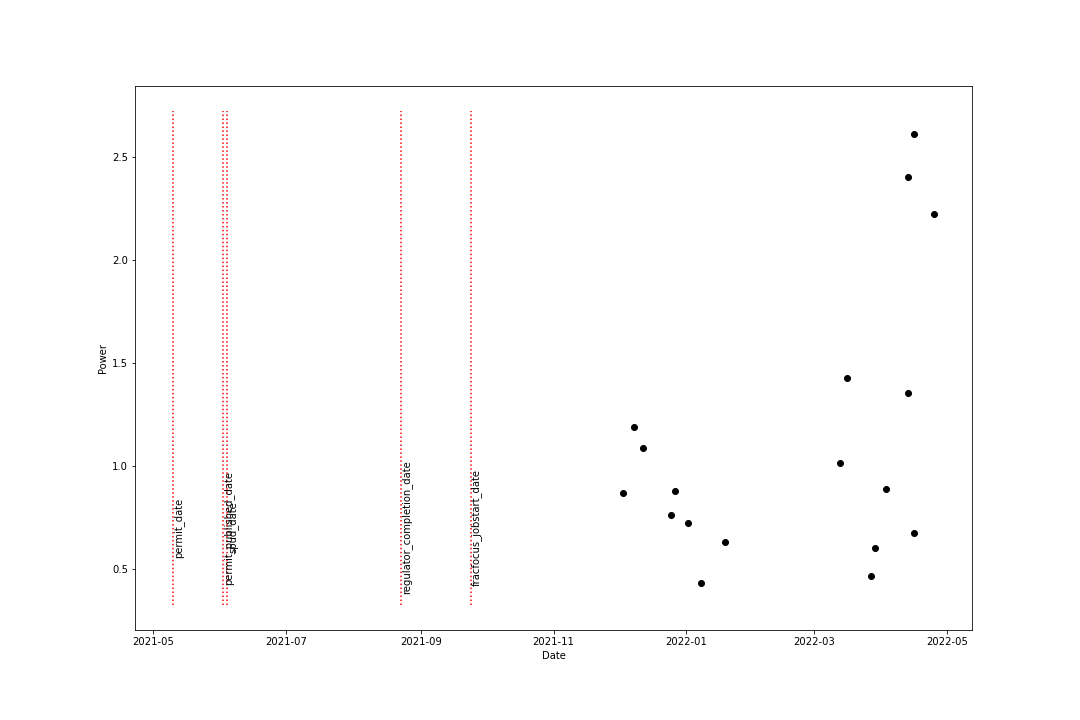 2.5
2.0
1.5
1.0
0.5
Power
permit_date
permit_published_date
spud_date
regulator_completion_date
fracfocus_jobstart_date
2021-05 2021-07 2021-09 2021-11 2022-01 2022-03 2022-05
Date